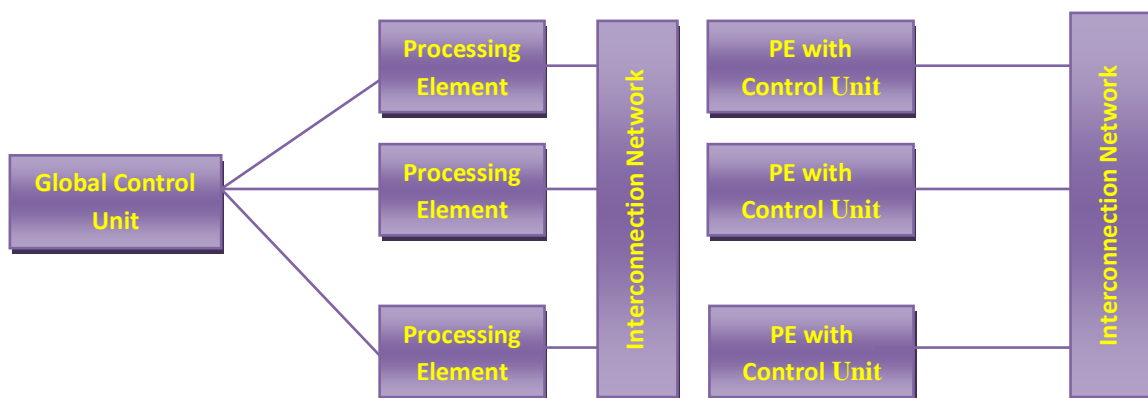 Global Control
Unit
Processing
Element
Processing
Element
Processing
Element
Interconnection Network
PE with
Control Unit
PE with
Control Unit
PE with
Control Unit
Interconnection Network